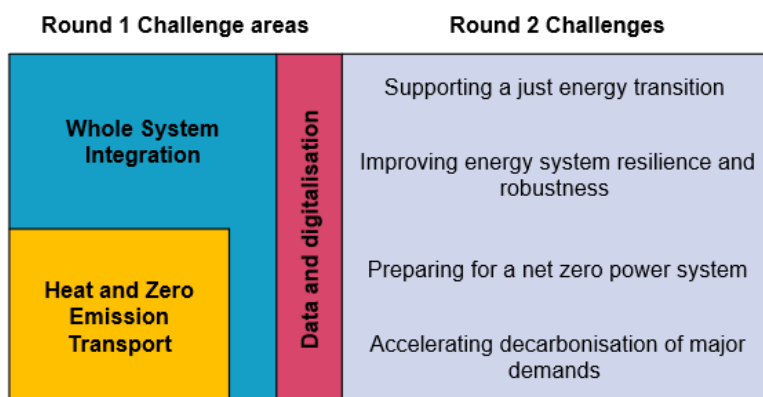 Round 1 Challenge areas
Round 2 Challenges
Whole System
Integration
Heat and Zero
Emission
Transport
Data and digitalisation
Supporting a just energy transition
Improving energy system resilience and
robustness
Preparing for a net zero power system
Accelerating decarbonisation of major
demands